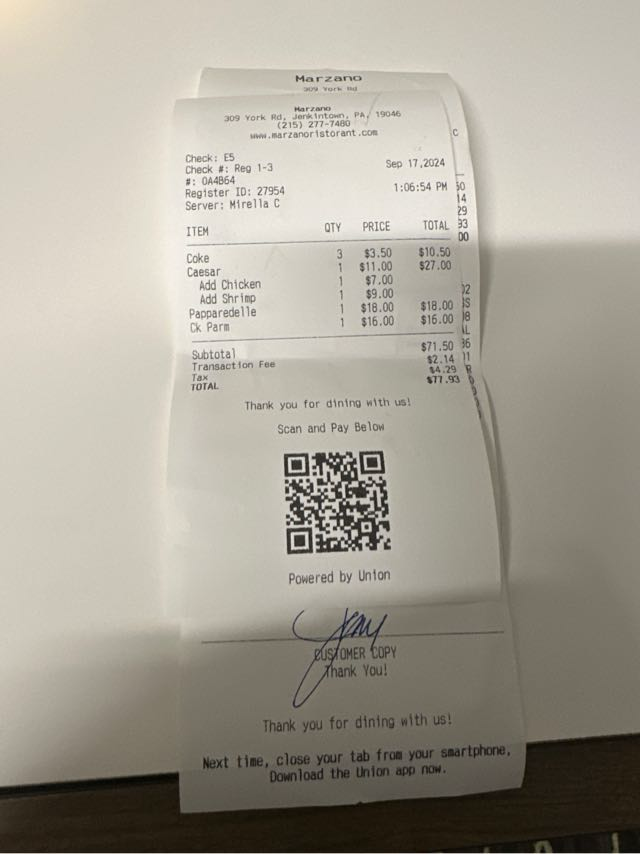 Marzano
309 York Rd
Marzano
309 York Rd, Jenkintown, PA, 19046
(215) 277-7480
www.marzanoristorant.com
C
Check: E5
Check #: Reg 1-3 Sep 17,2024
#: 0A4B64
Register ID: 27954 1:06:54 PM
Server: Mirella C
ITEM QTY PRICE TOTAL
Coke 3 $3.50 $10.50
Caesar 1 $11.00 $27.00
Add Chicken 1 $7.00
Add Shrimp 1 $9.00
Papparedelle 1 $18.00 $18.00
Ck Parm 1 $16.00 $16.00
Subtotal $71.50
Transaction Fee $2.14
Tax $4.29
TOTAL $77.93
Thank you for dining with us!
Scan and Pay Below
Powered by Union
CUSTOMER COPY
Thank You!
Thank you for dining with us!
Next time, close your tab from your smartphone,
Download the Union app now.